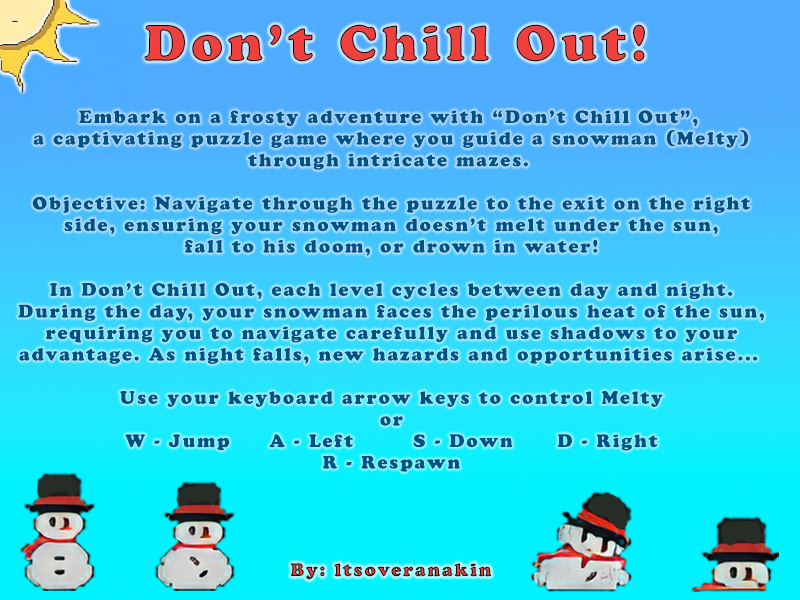 Don't Chill Out!
Embark on a frosty adventure with “Don't Chill Out”,
a captivating puzzle game where you guide a snowman (Melty)
through intricate mazes.
Objective: Navigate through the puzzle to the exit on the right
side, ensuring your snowman doesn't melt under the sun,
fall to his doom, or drown in water!
In Don't Chill Out, each level cycles between day and night.
During the day, your snowman faces the perilous heat of the sun,
requiring you to navigate carefully and use shadows to your
advantage. As night falls, new hazards and opportunities arise...
Use your keyboard arrow keys to control Melty
or
W - Jump A - Left S - Down D - Right
R - Respawn
By: 1tsoveranakin